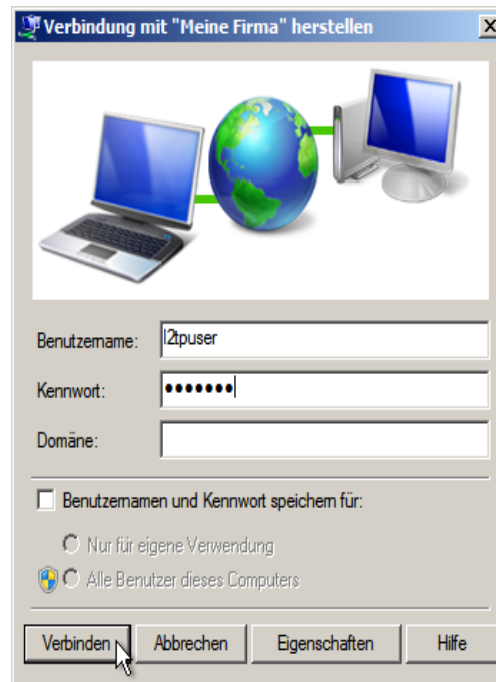 Verbindung mit "Meine Firma" herstellen
Benutzername: l2tpuser
Kennwort: ●●●●●●●
Domäne:
Benutzernamen und Kennwort speichern für:
Nur für eigene Verwendung
Alle Benutzer dieses Computers
Verbinden Abbrechen Eigenschaften Hilfe